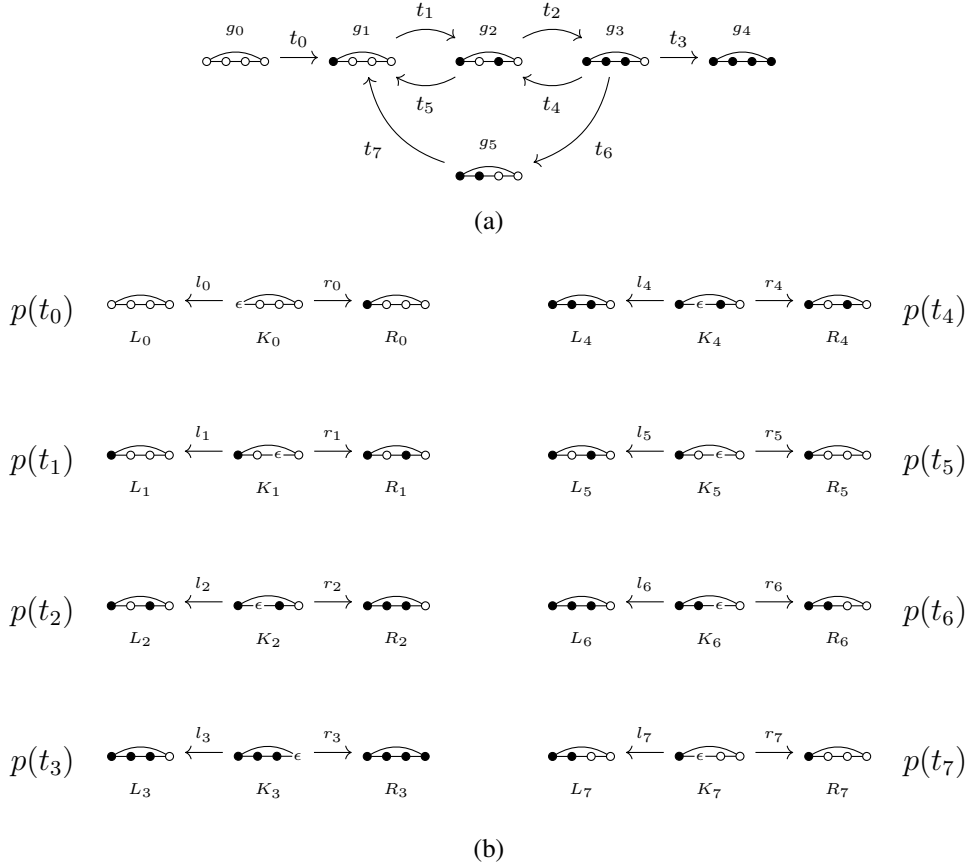 g₀ t₀ g₁ t₁ g₂ t₂ g₃ t₃ g₄
t₅ t₄
t₇ g₅ t₆
(a)
p(t₀) l₀ ϵ r₀ l₄ ϵ r₄ p(t₄)
L₀ K₀ R₀ L₄ K₄ R₄
p(t₁) l₁ ϵ r₁ l₅ ϵ r₅ p(t₅)
L₁ K₁ R₁ L₅ K₅ R₅
p(t₂) l₂ ϵ r₂ l₆ ϵ r₆ p(t₆)
L₂ K₂ R₂ L₆ K₆ R₆
p(t₃) l₃ ϵ r₃ l₇ ϵ r₇ p(t₇)
L₃ K₃ R₃ L₇ K₇ R₇
(b)